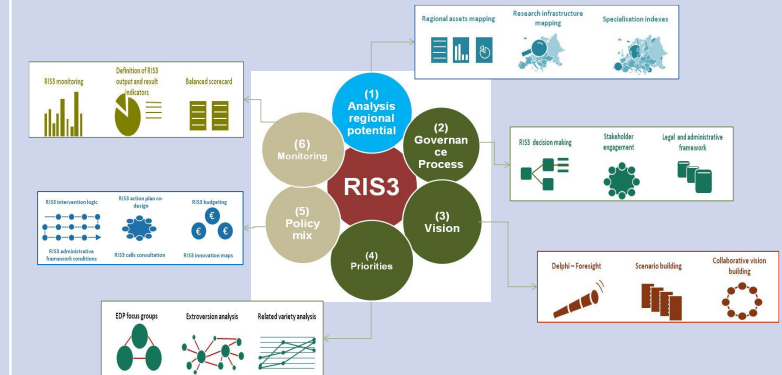 Regional assets mapping
Research infrastructure
mapping
Specialisation indexes
RIS3 monitoring
Definition of RIS3
output and result
indicators
Balanced scorecard
(1)
Analysis
regional
potential
(2)
Governan
ce
Process
(6)
Monitoring
RIS3
(5)
Policy
mix
(3)
Vision
(4)
Priorities
RIS3 decision making
Stakeholder
engagement
Legal and administrative
framework
RIS3 intervention logic
RIS3 action plan co-
design
RIS3 budgeting
€
€
€
RIS3 administrative
framework conditions
RIS3 calls consultation
RIS3 innovation maps
Delphi – Foresight
Scenario building
Collaborative vision
building
EDP focus groups
Extroversion analysis
Related variety analysis